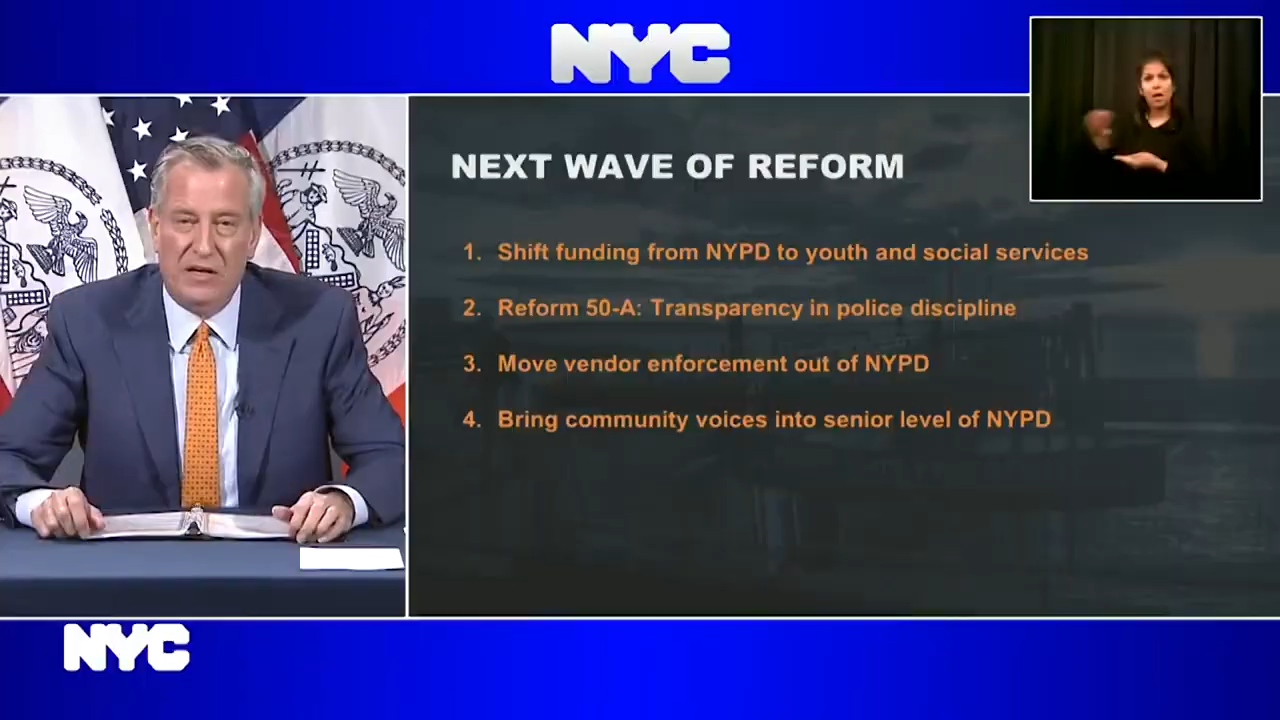 NYC
NEXT WAVE OF REFORM
1. Shift funding from NYPD to youth and social services
2. Reform 50-A: Transparency in police discipline
3. Move vendor enforcement out of NYPD
4. Bring community voices into senior level of NYPD
NYC